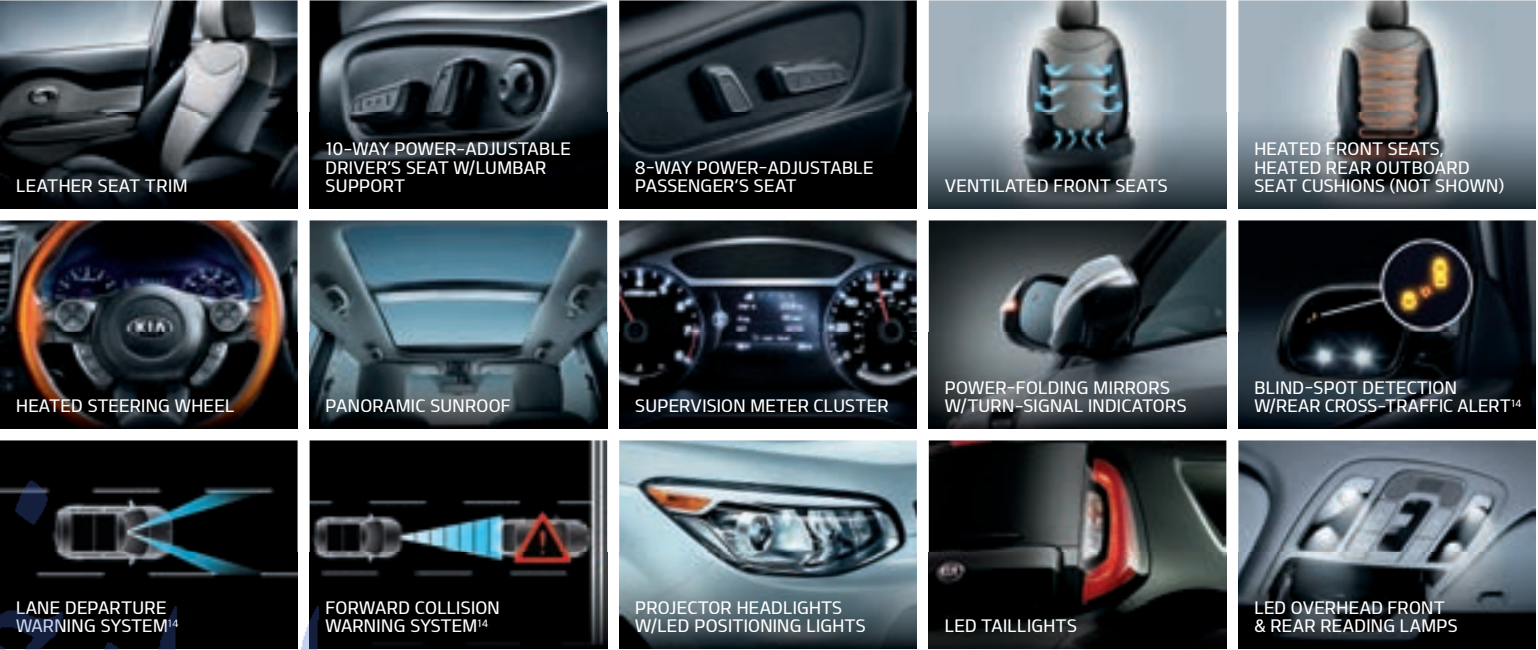 LEATHER SEAT TRIM
10-WAY POWER-ADJUSTABLE
DRIVER'S SEAT W/LUMBAR
SUPPORT
8-WAY POWER-ADJUSTABLE
PASSENGER'S SEAT
VENTILATED FRONT SEATS
HEATED FRONT SEATS,
HEATED REAR OUTBOARD
SEAT CUSHIONS (NOT SHOWN)
KIA
HEATED STEERING WHEEL
PANORAMIC SUNROOF
SUPERVISION METER CLUSTER
POWER-FOLDING MIRRORS
W/TURN-SIGNAL INDICATORS
BLIND-SPOT DETECTION
W/REAR CROSS-TRAFFIC ALERT¹⁴
LANE DEPARTURE
WARNING SYSTEM¹⁴
FORWARD COLLISION
WARNING SYSTEM¹⁴
PROJECTOR HEADLIGHTS
W/LED POSITIONING LIGHTS
KIA
LED TAILLIGHTS
LED OVERHEAD FRONT
& REAR READING LAMPS